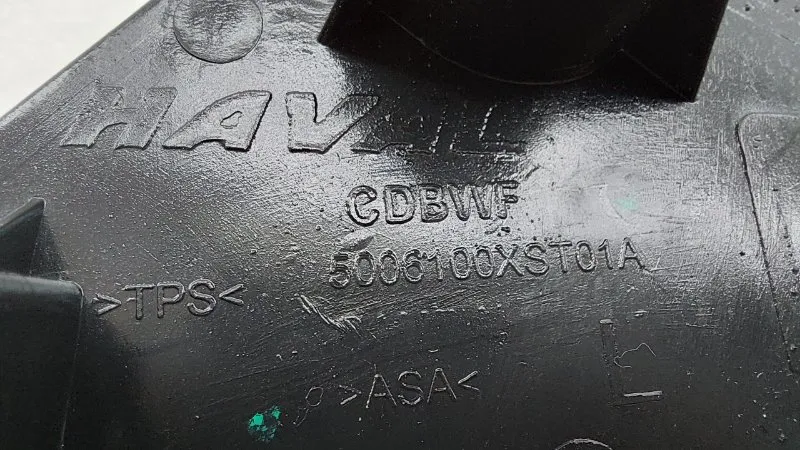 HAVAL
CDBWF
5006100XST01A
>TPS<
>ASA<
L